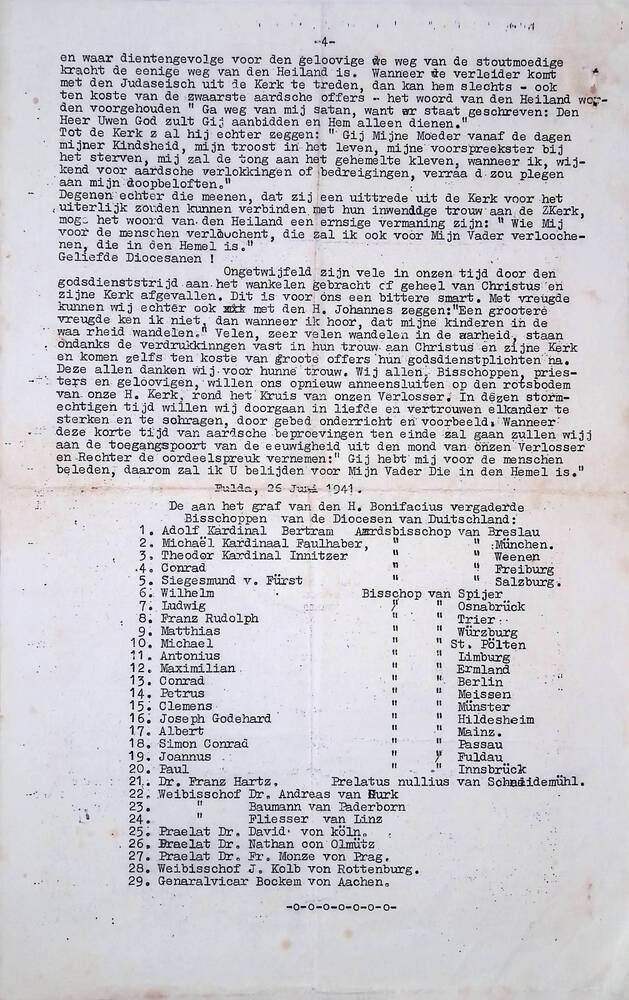 -4-
en waar dientengevolge voor den geloovige de weg van de stoutmoedige
kracht de eenige weg van den Heiland is. Wanneer de verleider komt
met den Judaseisch uit de Kerk te treden, dan kan hem slechts - ook
ten koste van de zwaarste aardsche offers - het woord van den Heiland wor-
den voorgehouden " Ga weg van mij satan, want er staat geschreven: Den
Heer Uwen God zult Gij aanbidden en Hem alleen dienen."
Tot de Kerk z al hij echter zeggen: " Gij Mijne Moeder vanaf de dagen
mijner Kindsheid, mijn troost in het leven, mijne voorspreekster bij
het sterven, mij zal de tong aan het gehemelte kleven, wanneer ik, wij-
kend voor aardsche verlokkingen of bedreigingen, verraa d zou plegen
aan mijn doopbeloften."
Degenen echter die meenen, dat zij een uittrede uit de Kerk voor het
uiterlijk zouden kunnen verbinden met hun inwendige trouw aan de ZKerk,
moge het woord van den Heiland een ernsige vermaning zijn: " Wie Mij
voor de menschen verlauchent, die zal ik ook voor Mijn Vader verlooche-
nen, die in den Hemel is."
Geliefde Diocesanen !
Ongetwijfeld zijn vele in onzen tijd door den
godsdienststrijd aan het wankelen gebracht of geheel van Christus en
zijne Kerk afgevallen. Dit is voor ons een bittere smart. Met vreugde
kunnen wij echter ook met den H. Johannes zeggen:"Een grootere
vreugde ken ik niet, dan wanneer ik hoor, dat mijne kinderen in de
waa rheid wandelen." Velen, zeer velen wandelen in de waarheid, staan
ondanks de verdrukkinngen vast in hun trouw aan Christus en zijne Kerk
en komen zelfs ten koste van groote offers hun godsdienstplichten na.
Deze allen danken wij voor hunne trouw. Wij allen, Bisschoppen, pries-
ters en geloovigen, willen ons opnieuw anneensluiten op den rotsbodem
van onze H. Kerk, rond het Kruis van onzen Verlosser. In dezen storm-
echtigen tijd willen wij doorgaan in liefde en vertrouwen elkander te
sterken en te schragen, door gebed onderricht en voorbeeld. Wanneer
deze korte tijd van aardsche beproevingen ten einde zal gaan zullen wijj
aan de toegangspoort van de eeuwigheid uit den mond van onzen Verlosser
en Rechter de oordeelspreuk vernemen:" Gij hebt mij voor de menschen
beleden, daarom zal ik U belijden voor Mijn Vader Die in den Hemel is."
Fulda, 26 Juni 1941.
De aan het graf van den H. Bonifacius vergaderde
Bisschoppen van de Diocesen van Duitschland:
1. Adolf Kardinal Bertram Aardsbisschop van Breslau
2. Michaël Kardinaal Faulhaber, " " München.
3. Theodor Kardinal Innitzer " " Weenen
4. Conrad " " Freiburg
5. Siegesmund v. Fürst " " Salzburg.
6. Wilhelm Bisschop van Spijer
7. Ludwig " " Osnabrück
8. Franz Rudolph " " Trier
9. Matthias " " Würzburg
10. Michael " " St. Pölten
11. Antonius " " Limburg
12. Maximilian " " Ermland
13. Conrad " " Berlin
14. Petrus " " Meissen
15. Clemens " " Münster
16. Joseph Godehard " " Hildesheim
17. Albert " " Mainz.
18. Simon Conrad " " Passau
19. Joannus " " Fuldau
20. Paul " " Innsbrück
21. Dr. Franz Hartz. Prelatus nullius van Schneidemühl.
22. Weibisschof Dr. Andreas van Hurk
23. " Baumann van Paderborn
24. " Fliesser van Linz
25. Praelat Dr. David von köln.
26. Praelat Dr. Nathan con Olmütz
27. Praelat Dr. Fr. Monze von Prag.
28. Weibisschof J. Kolb von Rottenburg.
29. Genaralvicar Bockem van Aachen.
-o-o-o-o-o-o-o-